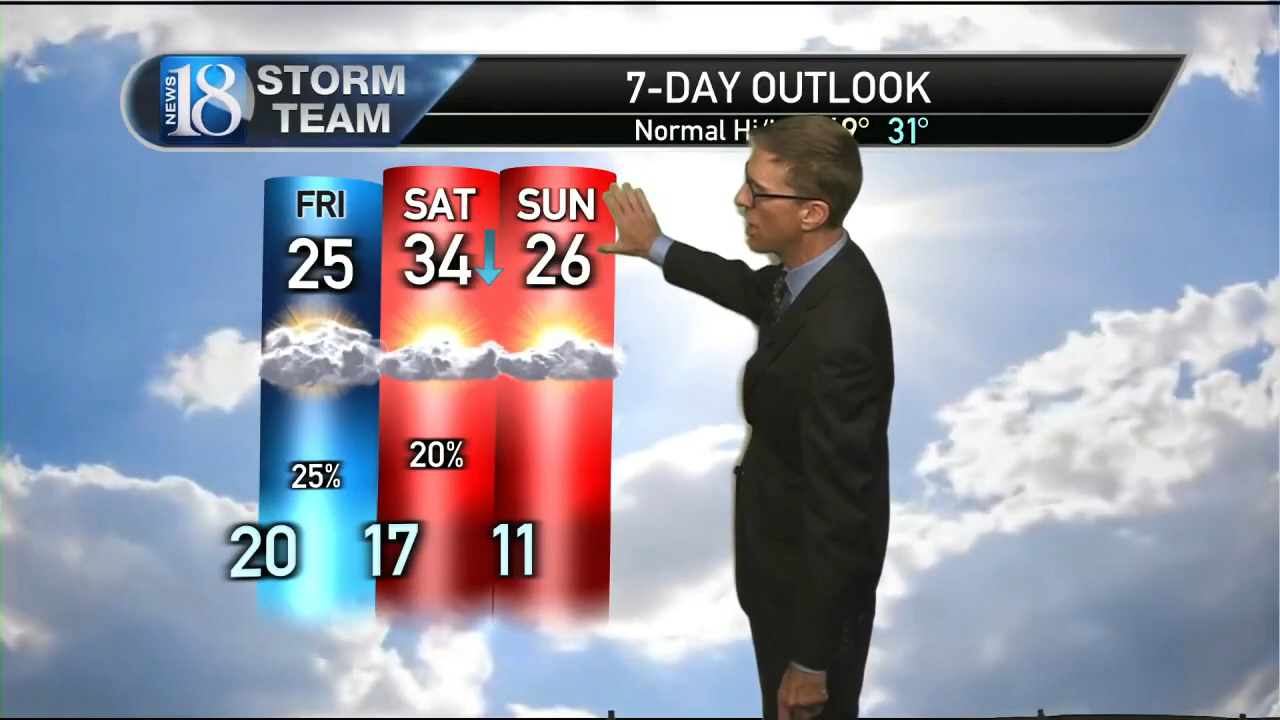 NEWS 18 STORM TEAM
7-DAY OUTLOOK
Normal 31°
FRI SAT SUN
25 34 26
25% 20%
20 17 11